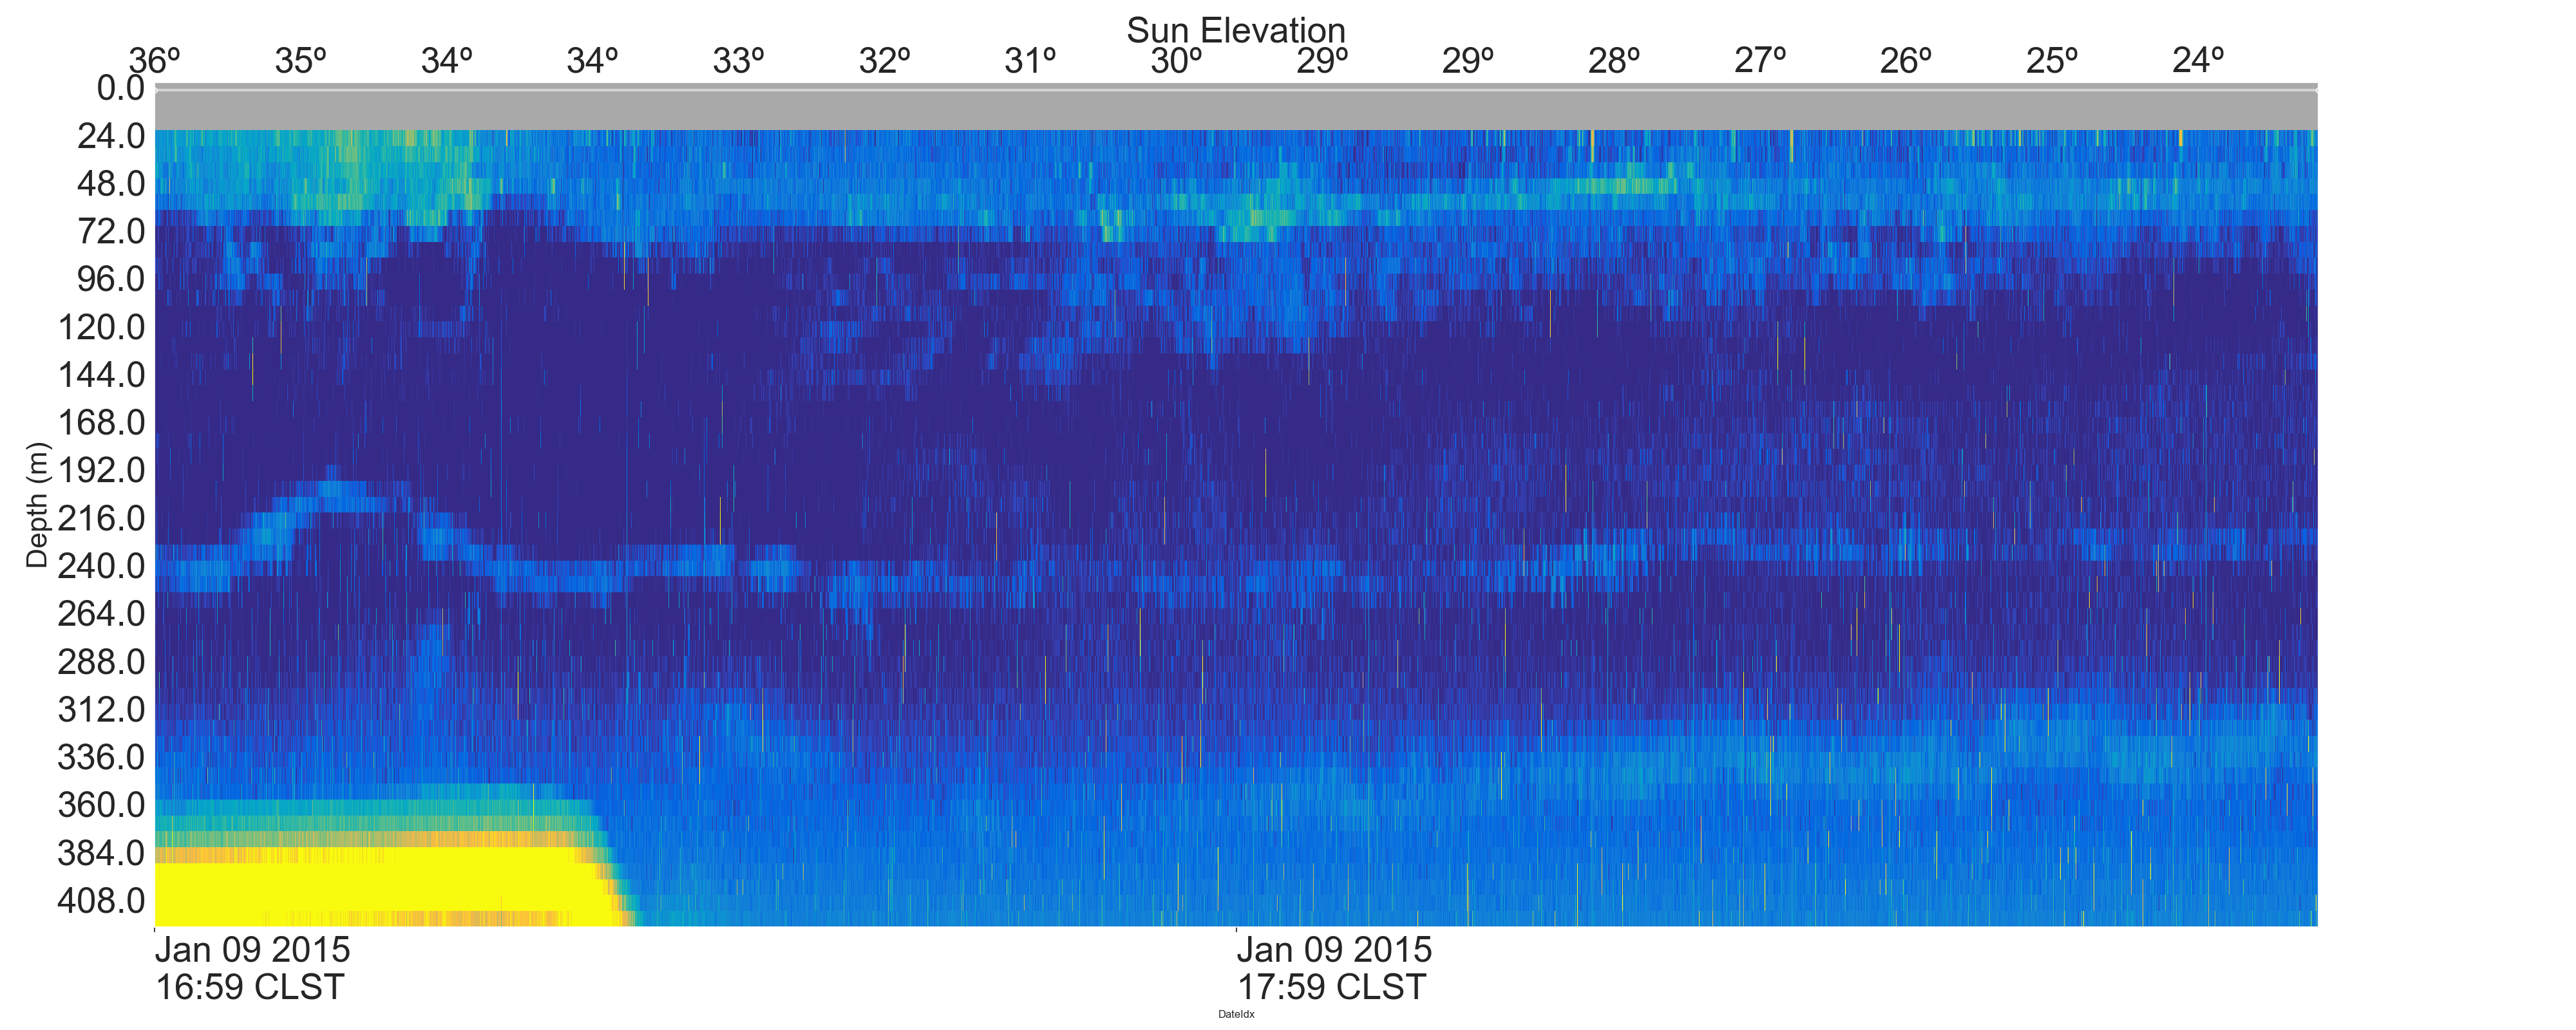 Sun Elevation
36º 35º 34º 34º 33º 32º 31º 30º 29º 29º 28º 27º 26º 25º 24º
0.0
24.0
48.0
72.0
96.0
120.0
144.0
168.0
192.0
216.0
240.0
264.0
288.0
312.0
336.0
360.0
384.0
408.0
Depth (m)
Jan 09 2015
16:59 CLST
Jan 09 2015
17:59 CLST
DateIdx